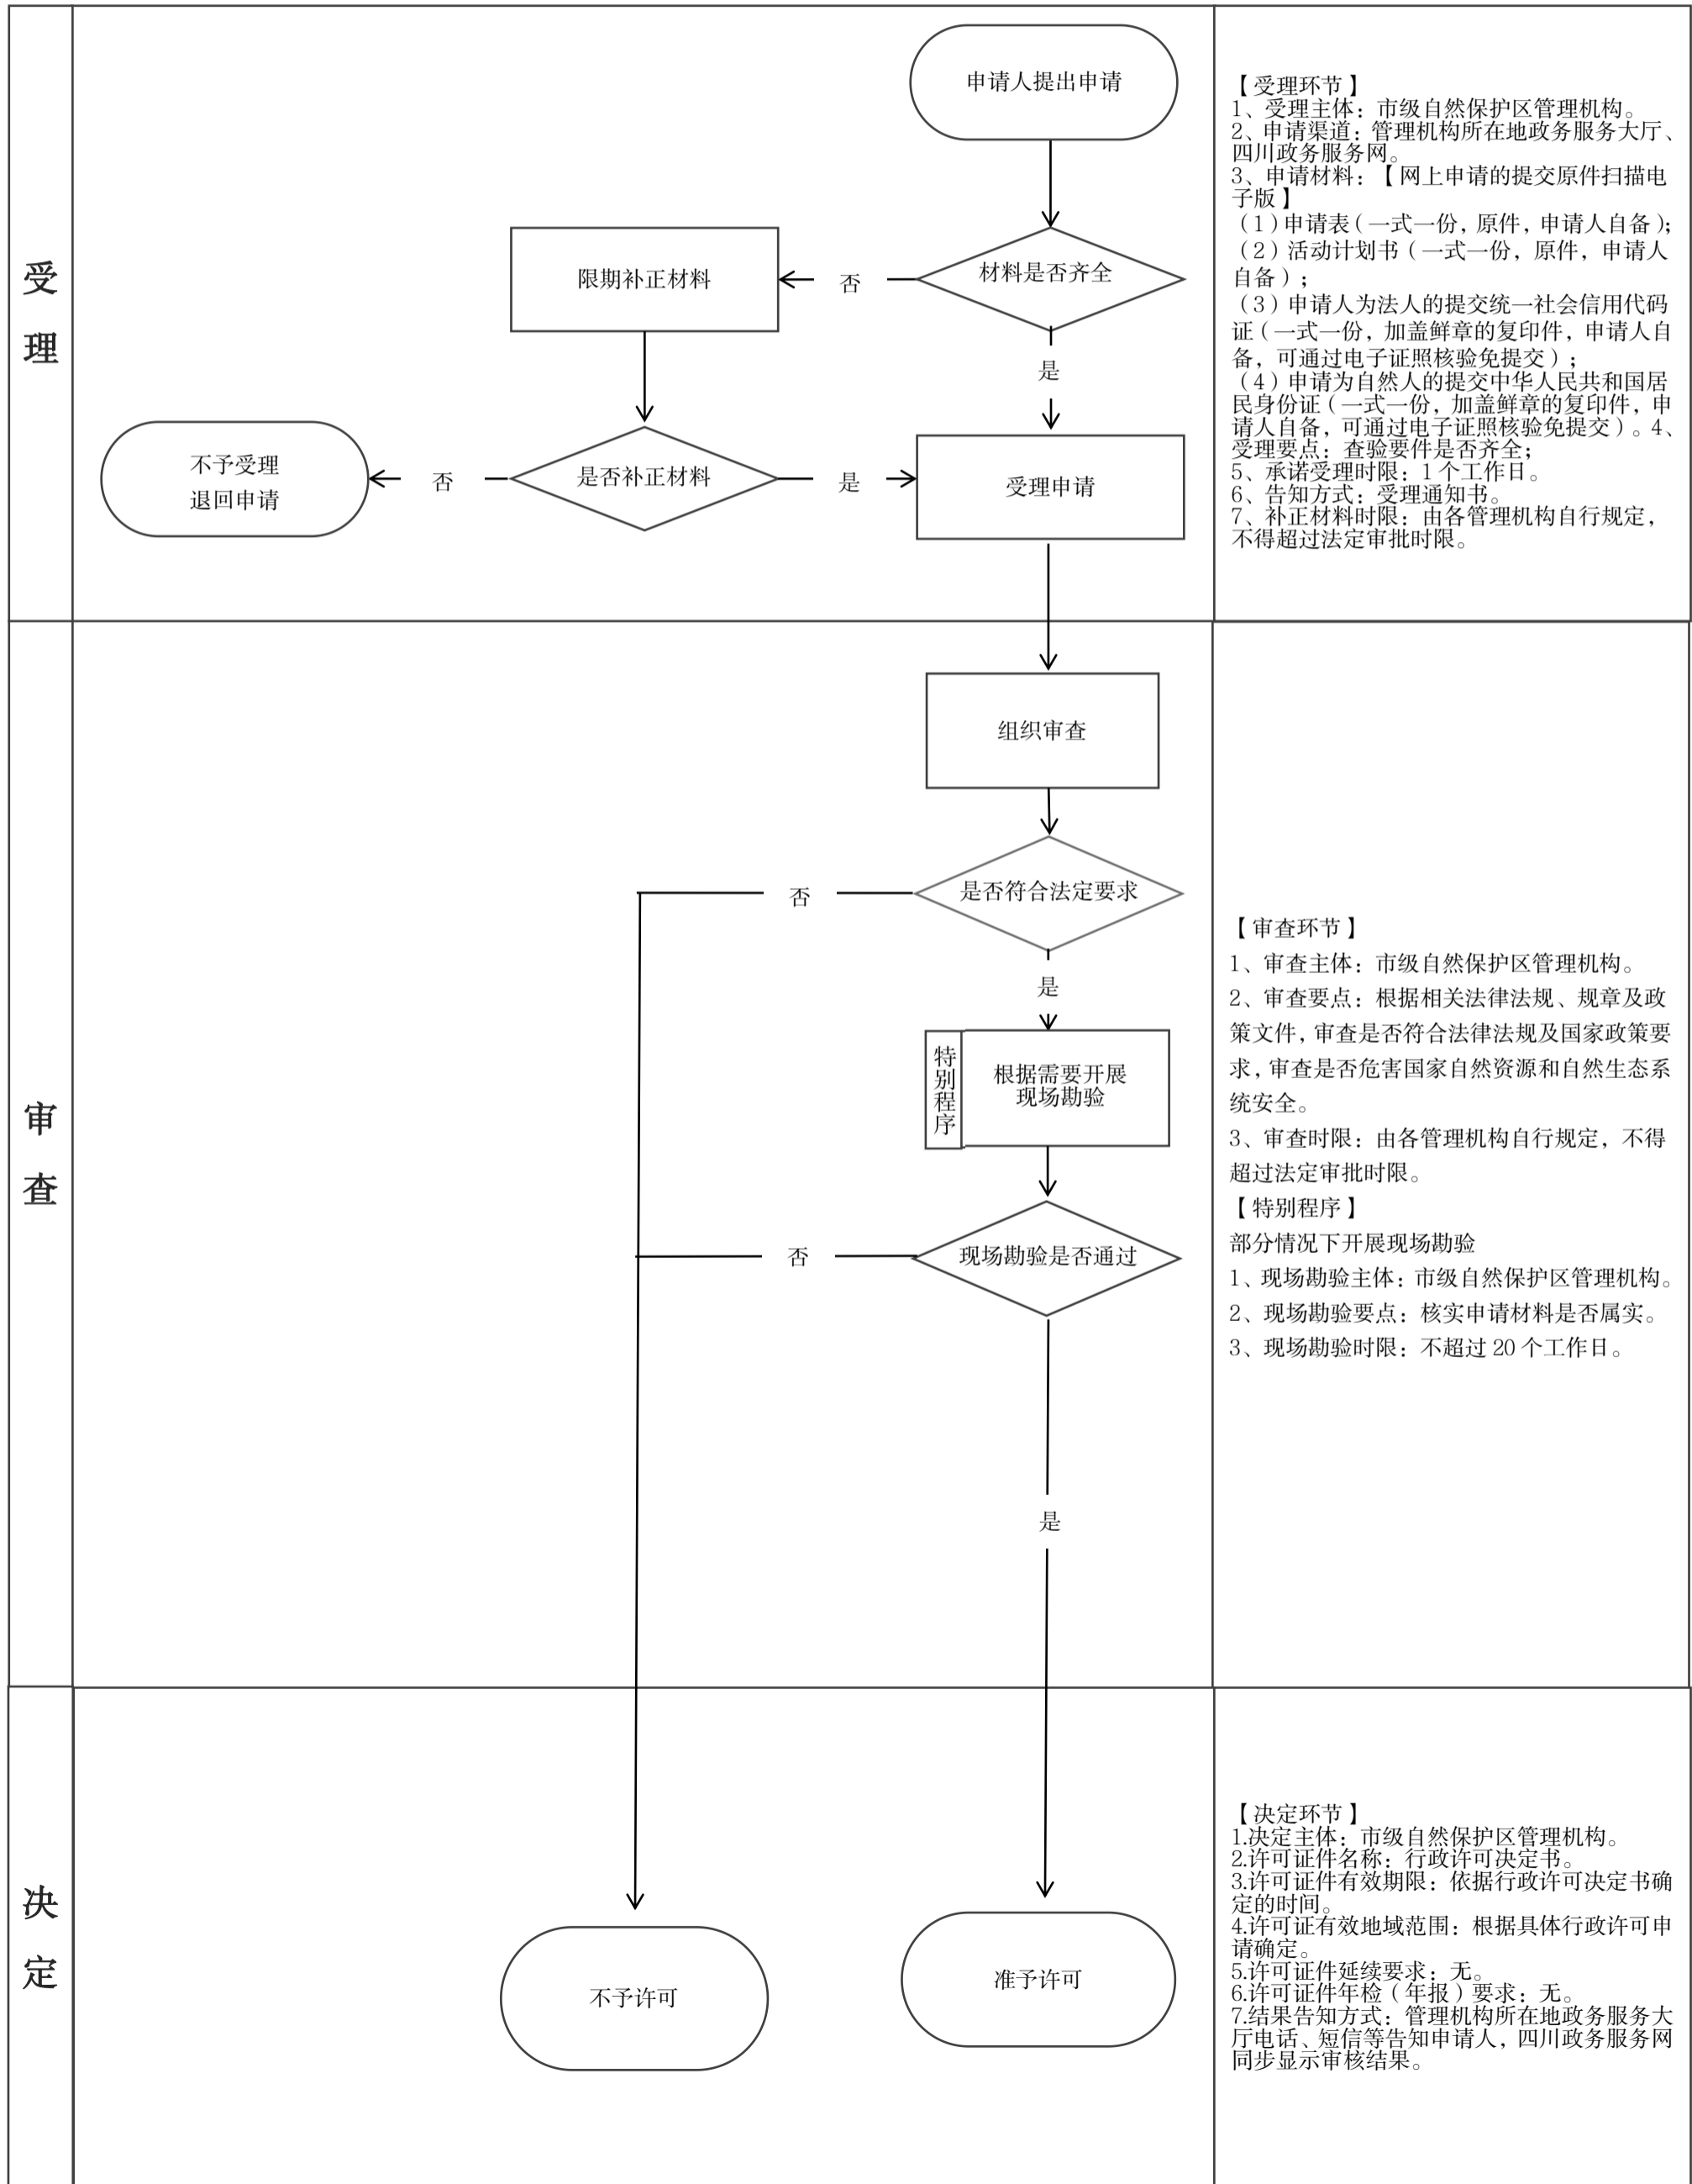 受
理
申请人提出申请
材料是否齐全
否
限期补正材料
是
是否补正材料
否
不予受理
退回申请
是
受理申请
【受理环节】
1、受理主体：市级自然保护区管理机构。
2、申请渠道：管理机构所在地政务服务大厅、
四川政务服务网。
3、申请材料：【网上申请的提交原件扫描电
子版】
（1）申请表（一式一份，原件，申请人自备）；
（2）活动计划书（一式一份，原件，申请人
自备）；
（3）申请人为法人的提交统一社会信用代码
证（一式一份，加盖鲜章的复印件，申请人自
备，可通过电子证照核验免提交）；
（4）申请为自然人的提交中华人民共和国居
民身份证（一式一份，加盖鲜章的复印件，申
请人自备，可通过电子证照核验免提交）。4、
受理要点：查验要件是否齐全；
5、承诺受理时限：1个工作日。
6、告知方式：受理通知书。
7、补正材料时限：由各管理机构自行规定，
不得超过法定审批时限。
审
查
组织审查
是否符合法定要求
否
是
特别程序
根据需要开展
现场勘验
现场勘验是否通过
否
是
【审查环节】
1、审查主体：市级自然保护区管理机构。
2、审查要点：根据相关法律法规、规章及政
策文件，审查是否符合法律法规及国家政策要
求，审查是否危害国家自然资源和自然生态系
统安全。
3、审查时限：由各管理机构自行规定，不得
超过法定审批时限。
【特别程序】
部分情况下开展现场勘验
1、现场勘验主体：市级自然保护区管理机构。
2、现场勘验要点：核实申请材料是否属实。
3、现场勘验时限：不超过 20 个工作日。
决
定
不予许可
准予许可
【决定环节】
1.决定主体：市级自然保护区管理机构。
2.许可证件名称：行政许可决定书。
3.许可证件有效期限：依据行政许可决定书确
定的时间。
4.许可证有效地域范围：根据具体行政许可申
请确定。
5.许可证件延续要求：无。
6.许可证件年检（年报）要求：无。
7.结果告知方式：管理机构所在地政务服务大
厅电话、短信等告知申请人，四川政务服务网
同步显示审核结果。